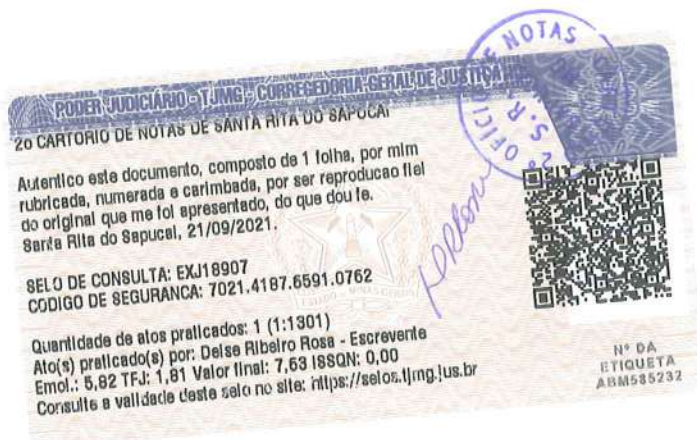 PODER JUDICIÁRIO - TJMG - CORREGEDORIA-GERAL DE JUSTIÇA
2o CARTORIO DE NOTAS DE SANTA RITA DO SAPUCAI
Autentico este documento, composto de 1 folha, por mim
rubricada, numerada e carimbada, por ser reproducao fiel
do original que me foi apresentado, do que dou fe.
Santa Rita do Sapucai, 21/09/2021.
SELO DE CONSULTA: EXJ18907
CODIGO DE SEGURANCA: 7021.4187.6591.0762
Quantidade de atos praticados: 1 (1:1301)
Ato(s) praticado(s) por: Deise Ribeiro Rosa - Escrevente
Emol.: 5,82 TFJ: 1,81 Valor final: 7,63 ISSQN: 0,00
Consulte a validade deste selo no site: https://selos.tjmg.jus.br
Nº DA
ETIQUETA
ABM585232
2º OFICIO DE NOTAS
S. R.